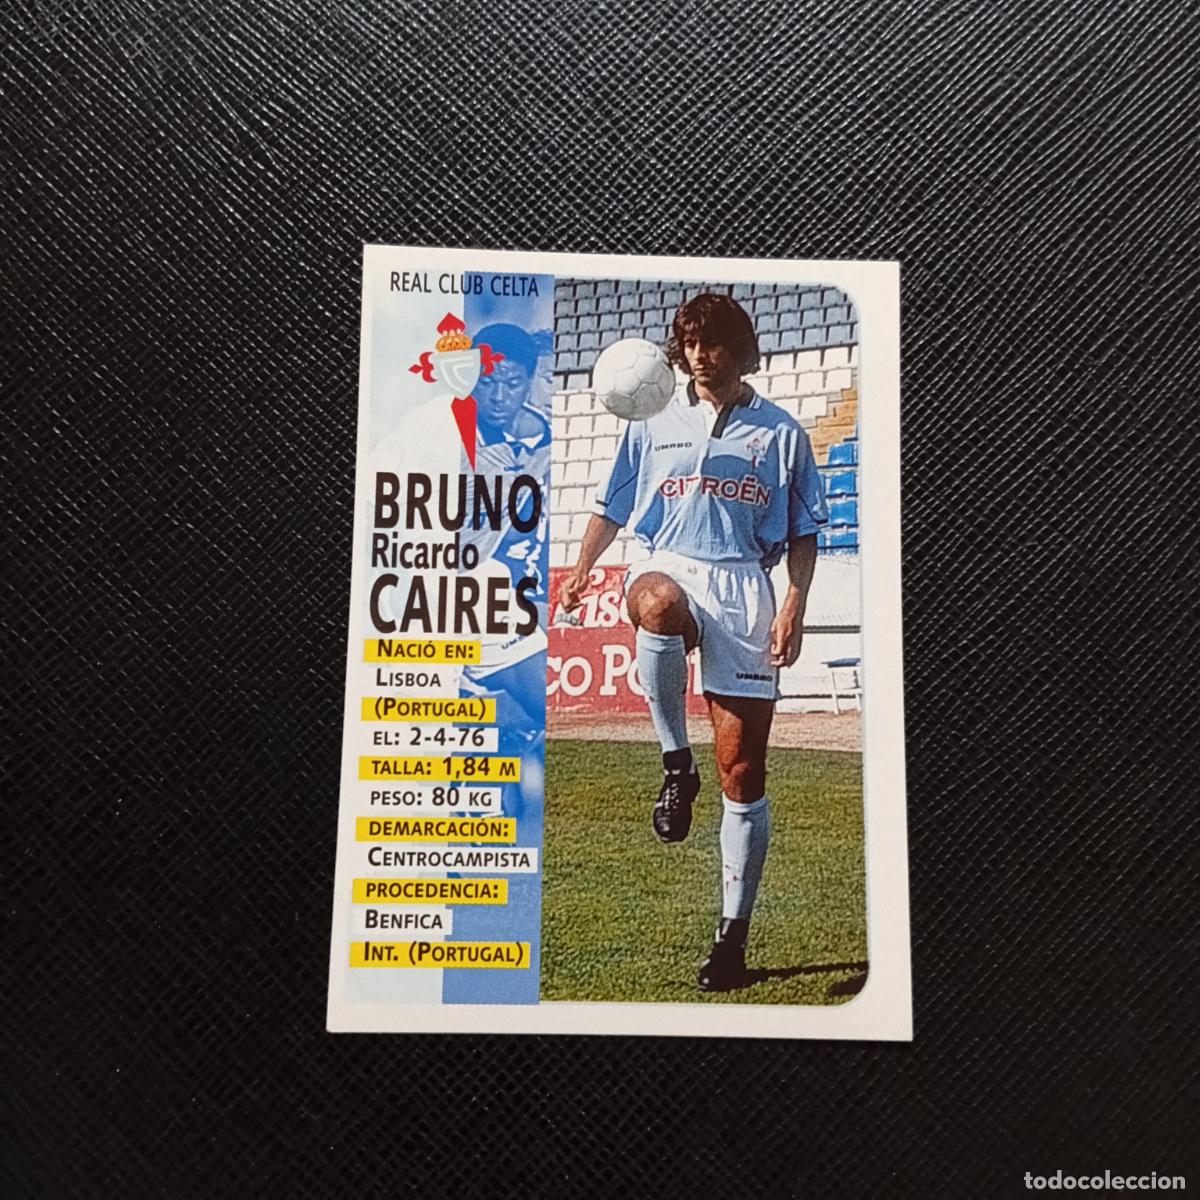 REAL CLUB CELTA
BRUNO
Ricardo
CAIRES
NACIÓ EN:
LISBOA
(PORTUGAL)
EL: 2-4-76
TALLA: 1,84 M
PESO: 80 KG
DEMARCACIÓN:
CENTROCAMPISTA
PROCEDENCIA:
BENFICA
INT. (PORTUGAL)
UMBRO
CITROËN
UMBRO
todocoleccion